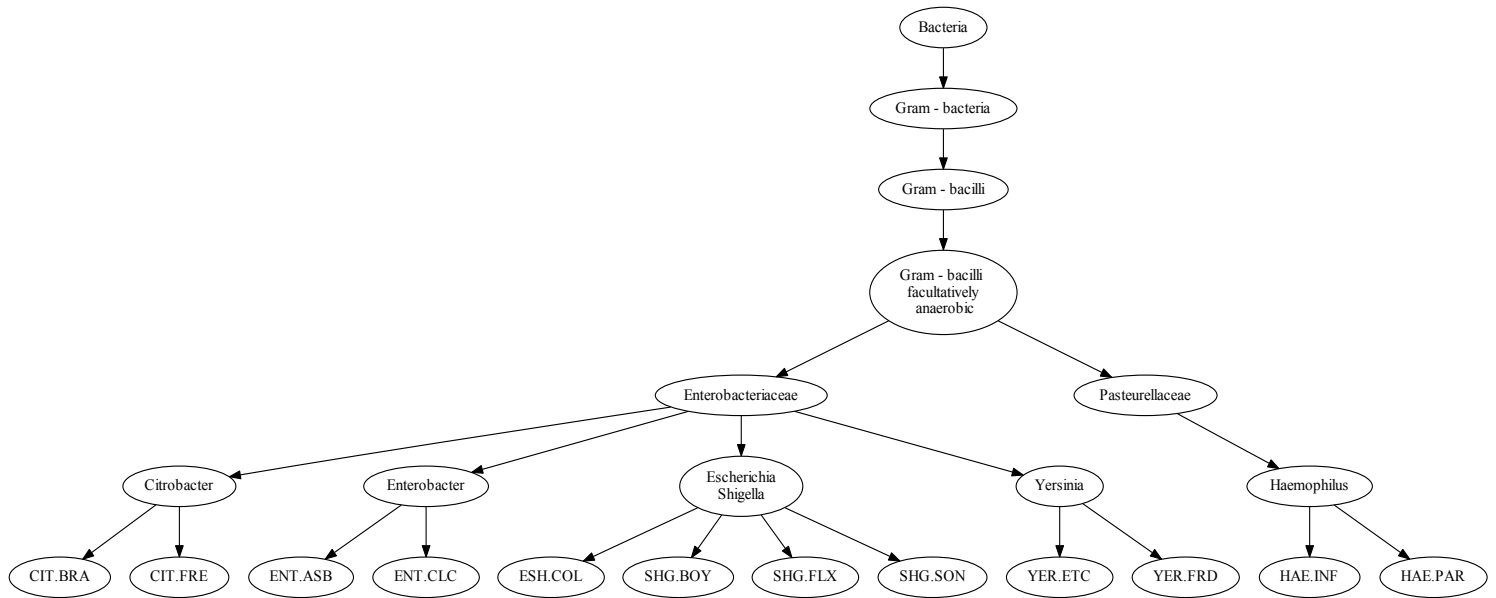 Bacteria
Gram - bacteria
Gram - bacilli
Gram - bacilli
facultatively
anaerobic
Enterobacteriaceae
Pasteurellaceae
Citrobacter
Enterobacter
Escherichia
Shigella
Yersinia
Haemophilus
CIT.BRA
CIT.FRE
ENT.ASB
ENT.CLC
ESH.COL
SHG.BOY
SHG.FLX
SHG.SON
YER.ETC
YER.FRD
HAE.INF
HAE.PAR